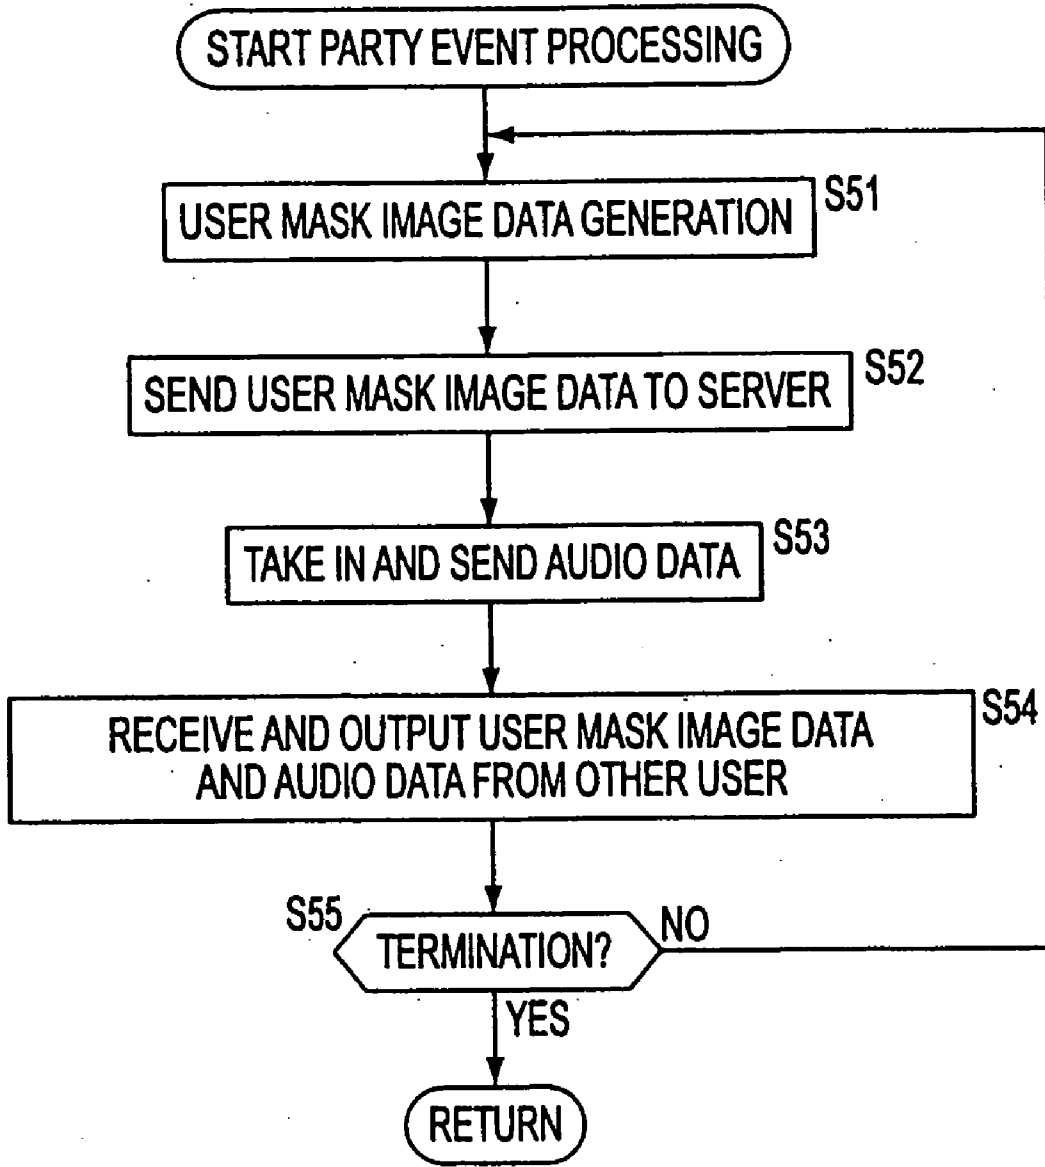 START PARTY EVENT PROCESSING
USER MASK IMAGE DATA GENERATION
S51
SEND USER MASK IMAGE DATA TO SERVER
S52
TAKE IN AND SEND AUDIO DATA
S53
RECEIVE AND OUTPUT USER MASK IMAGE DATA
AND AUDIO DATA FROM OTHER USER
S54
S55
TERMINATION?
NO
YES
RETURN